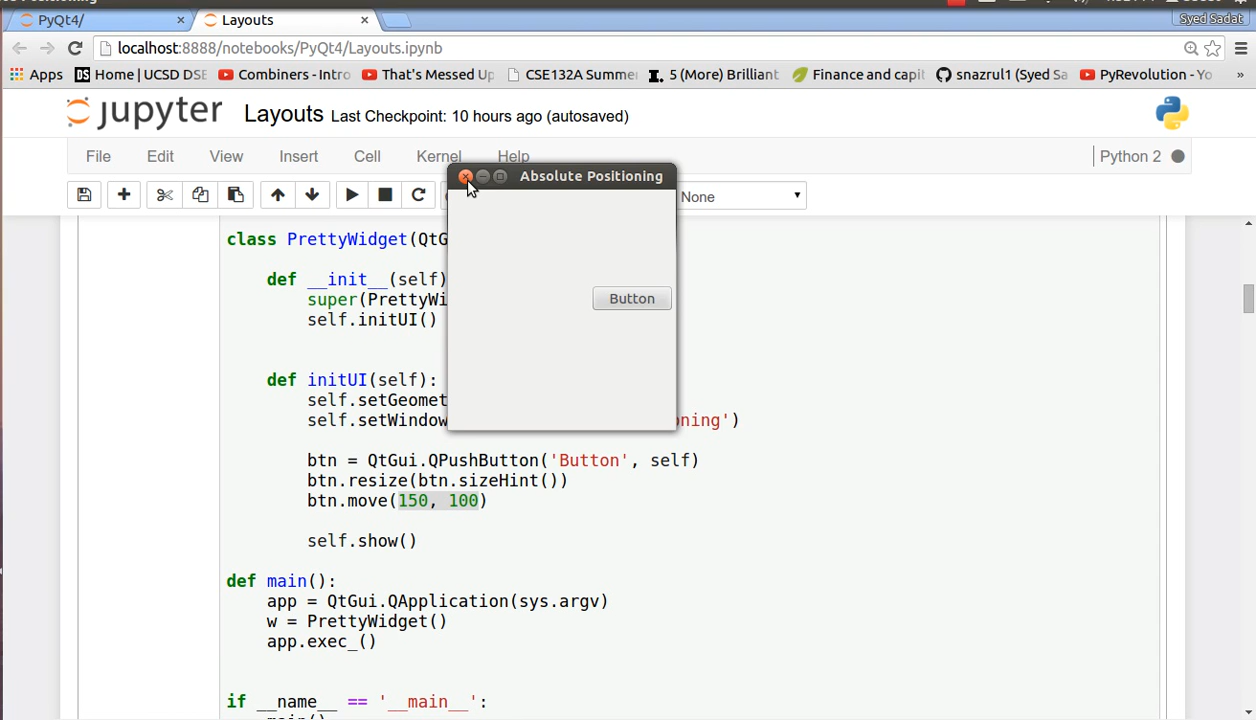 PyQt4/ × Layouts ×
Syed Sadat
localhost:8888/notebooks/PyQt4/Layouts.ipynb
Apps DS Home | UCSD DSE Combiners - Intro That's Messed Up CSE132A Summe I. 5 (More) Brilliant Finance and capit snazrul1 (Syed Sa PyRevolution - Yo »
jupyter Layouts Last Checkpoint: 10 hours ago (autosaved)
File Edit View Insert Cell Kernel Help Python 2
None
Absolute Positioning
Button
class PrettyWidget(QtG
def __init__(self)
super(PrettyWi
self.initUI()
def initUI(self):
self.setGeomet
self.setWindow ning')
btn = QtGui.QPushButton('Button', self)
btn.resize(btn.sizeHint())
btn.move(150, 100)
self.show()
def main():
app = QtGui.QApplication(sys.argv)
w = PrettyWidget()
app.exec_()
if __name__ == '__main__':
main()